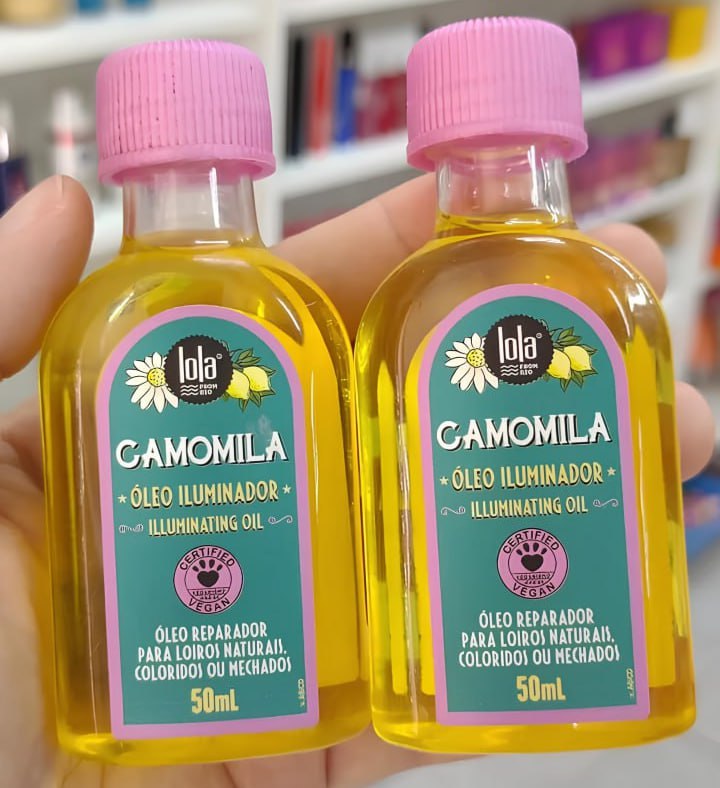 lola
FROM
RIO
CAMOMILA
ÓLEO ILUMINADOR
ILLUMINATING OIL
CERTIFIED
VEGAN
ÓLEO REPARADOR
PARA LOIROS NATURAIS,
COLORIDOS OU MECHADOS
50mL
lola
FROM
RIO
CAMOMILA
ÓLEO ILUMINADOR
ILLUMINATING OIL
CERTIFIED
VEGAN
ÓLEO REPARADOR
PARA LOIROS NATURAIS,
COLORIDOS OU MECHADOS
50mL